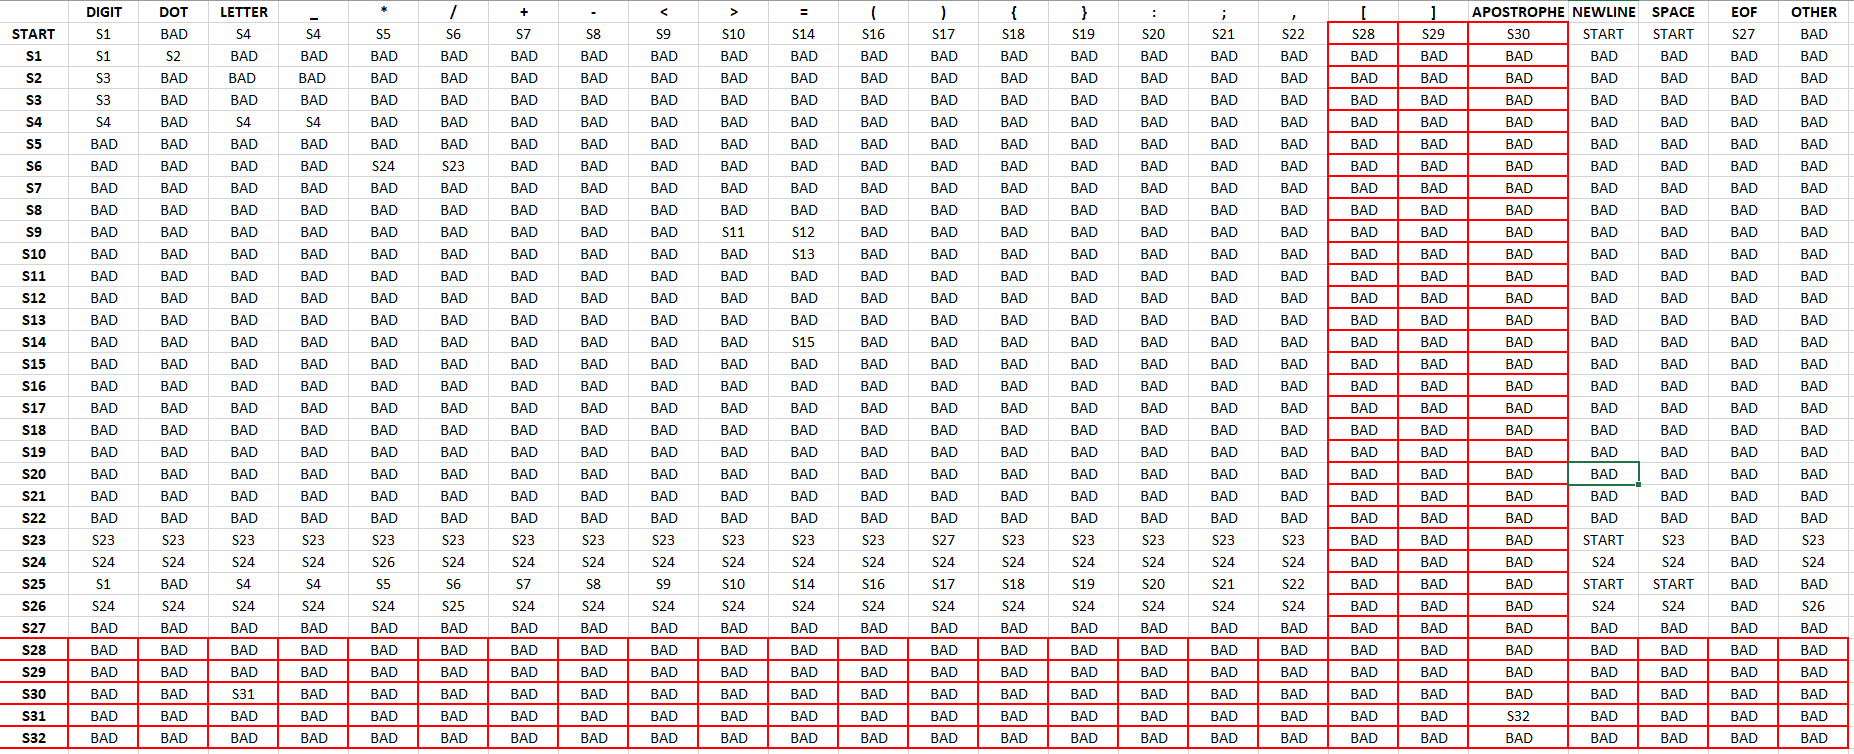 DIGIT DOT LETTER _ * / + - < > = ( ) { } : ; , [ ] APOSTROPHE NEWLINE SPACE EOF OTHER
START S1 BAD S4 S4 S5 S6 S7 S8 S9 S10 S14 S16 S17 S18 S19 S20 S21 S22 S28 S29 S30 START START S27 BAD
S1 S1 S2 BAD BAD BAD BAD BAD BAD BAD BAD BAD BAD BAD BAD BAD BAD BAD BAD BAD BAD BAD BAD BAD BAD BAD
S2 S3 BAD BAD BAD BAD BAD BAD BAD BAD BAD BAD BAD BAD BAD BAD BAD BAD BAD BAD BAD BAD BAD BAD BAD BAD
S3 S3 BAD BAD BAD BAD BAD BAD BAD BAD BAD BAD BAD BAD BAD BAD BAD BAD BAD BAD BAD BAD BAD BAD BAD BAD
S4 S4 BAD S4 S4 BAD BAD BAD BAD BAD BAD BAD BAD BAD BAD BAD BAD BAD BAD BAD BAD BAD BAD BAD BAD BAD
S5 BAD BAD BAD BAD BAD BAD BAD BAD BAD BAD BAD BAD BAD BAD BAD BAD BAD BAD BAD BAD BAD BAD BAD BAD BAD
S6 BAD BAD BAD BAD S24 S23 BAD BAD BAD BAD BAD BAD BAD BAD BAD BAD BAD BAD BAD BAD BAD BAD BAD BAD BAD
S7 BAD BAD BAD BAD BAD BAD BAD BAD BAD BAD BAD BAD BAD BAD BAD BAD BAD BAD BAD BAD BAD BAD BAD BAD BAD
S8 BAD BAD BAD BAD BAD BAD BAD BAD BAD BAD BAD BAD BAD BAD BAD BAD BAD BAD BAD BAD BAD BAD BAD BAD BAD
S9 BAD BAD BAD BAD BAD BAD BAD BAD BAD S11 S12 BAD BAD BAD BAD BAD BAD BAD BAD BAD BAD BAD BAD BAD BAD
S10 BAD BAD BAD BAD BAD BAD BAD BAD BAD BAD S13 BAD BAD BAD BAD BAD BAD BAD BAD BAD BAD BAD BAD BAD BAD
S11 BAD BAD BAD BAD BAD BAD BAD BAD BAD BAD BAD BAD BAD BAD BAD BAD BAD BAD BAD BAD BAD BAD BAD BAD BAD
S12 BAD BAD BAD BAD BAD BAD BAD BAD BAD BAD BAD BAD BAD BAD BAD BAD BAD BAD BAD BAD BAD BAD BAD BAD BAD
S13 BAD BAD BAD BAD BAD BAD BAD BAD BAD BAD BAD BAD BAD BAD BAD BAD BAD BAD BAD BAD BAD BAD BAD BAD BAD
S14 BAD BAD BAD BAD BAD BAD BAD BAD BAD BAD S15 BAD BAD BAD BAD BAD BAD BAD BAD BAD BAD BAD BAD BAD BAD
S15 BAD BAD BAD BAD BAD BAD BAD BAD BAD BAD BAD BAD BAD BAD BAD BAD BAD BAD BAD BAD BAD BAD BAD BAD BAD
S16 BAD BAD BAD BAD BAD BAD BAD BAD BAD BAD BAD BAD BAD BAD BAD BAD BAD BAD BAD BAD BAD BAD BAD BAD BAD
S17 BAD BAD BAD BAD BAD BAD BAD BAD BAD BAD BAD BAD BAD BAD BAD BAD BAD BAD BAD BAD BAD BAD BAD BAD BAD
S18 BAD BAD BAD BAD BAD BAD BAD BAD BAD BAD BAD BAD BAD BAD BAD BAD BAD BAD BAD BAD BAD BAD BAD BAD BAD
S19 BAD BAD BAD BAD BAD BAD BAD BAD BAD BAD BAD BAD BAD BAD BAD BAD BAD BAD BAD BAD BAD BAD BAD BAD BAD
S20 BAD BAD BAD BAD BAD BAD BAD BAD BAD BAD BAD BAD BAD BAD BAD BAD BAD BAD BAD BAD BAD BAD BAD BAD BAD
S21 BAD BAD BAD BAD BAD BAD BAD BAD BAD BAD BAD BAD BAD BAD BAD BAD BAD BAD BAD BAD BAD BAD BAD BAD BAD
S22 BAD BAD BAD BAD BAD BAD BAD BAD BAD BAD BAD BAD BAD BAD BAD BAD BAD BAD BAD BAD BAD BAD BAD BAD BAD
S23 S23 S23 S23 S23 S23 S23 S23 S23 S23 S23 S23 S23 S27 S23 S23 S23 S23 S23 BAD BAD BAD START S23 BAD S23
S24 S24 S24 S24 S24 S26 S24 S24 S24 S24 S24 S24 S24 S24 S24 S24 S24 S24 S24 BAD BAD BAD S24 S24 BAD S24
S25 S1 BAD S4 S4 S5 S6 S7 S8 S9 S10 S14 S16 S17 S18 S19 S20 S21 S22 BAD BAD BAD START START BAD BAD
S26 S24 S24 S24 S24 S24 S25 S24 S24 S24 S24 S24 S24 S24 S24 S24 S24 S24 S24 BAD BAD BAD S24 S24 BAD S26
S27 BAD BAD BAD BAD BAD BAD BAD BAD BAD BAD BAD BAD BAD BAD BAD BAD BAD BAD BAD BAD BAD BAD BAD BAD BAD
S28 BAD BAD BAD BAD BAD BAD BAD BAD BAD BAD BAD BAD BAD BAD BAD BAD BAD BAD BAD BAD BAD BAD BAD BAD BAD
S29 BAD BAD BAD BAD BAD BAD BAD BAD BAD BAD BAD BAD BAD BAD BAD BAD BAD BAD BAD BAD BAD BAD BAD BAD BAD
S30 BAD BAD S31 BAD BAD BAD BAD BAD BAD BAD BAD BAD BAD BAD BAD BAD BAD BAD BAD BAD BAD BAD BAD BAD BAD
S31 BAD BAD BAD BAD BAD BAD BAD BAD BAD BAD BAD BAD BAD BAD BAD BAD BAD BAD BAD BAD S32 BAD BAD BAD BAD
S32 BAD BAD BAD BAD BAD BAD BAD BAD BAD BAD BAD BAD BAD BAD BAD BAD BAD BAD BAD BAD BAD BAD BAD BAD BAD